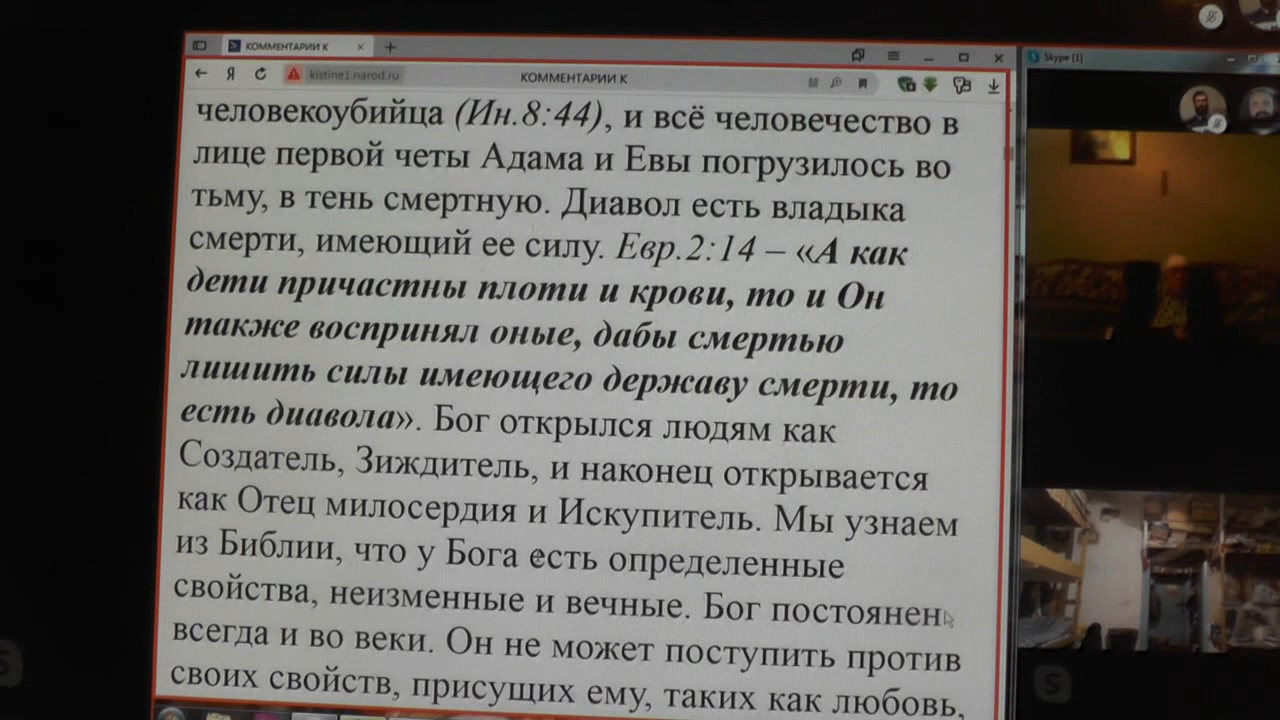 КОММЕНТАРИИ К
Skype [1]
Я
kistine1.narod.ru
КОММЕНТАРИИ К
человекоубийца (Ин.8:44), и всё человечество в
лице первой четы Адама и Евы погрузилось во
тьму, в тень смертную. Диавол есть владыка
смерти, имеющий ее силу. Евр.2:14 – «А как
дети причастны плоти и крови, то и Он
также воспринял оные, дабы смертью
лишить силы имеющего державу смерти, то
есть диавола». Бог открылся людям как
Создатель, Зиждитель, и наконец открывается
как Отец милосердия и Искупитель. Мы узнаем
из Библии, что у Бога есть определенные
свойства, неизменные и вечные. Бог постоянен
всегда и во веки. Он не может поступить против
своих свойств, присущих ему, таких как любовь,